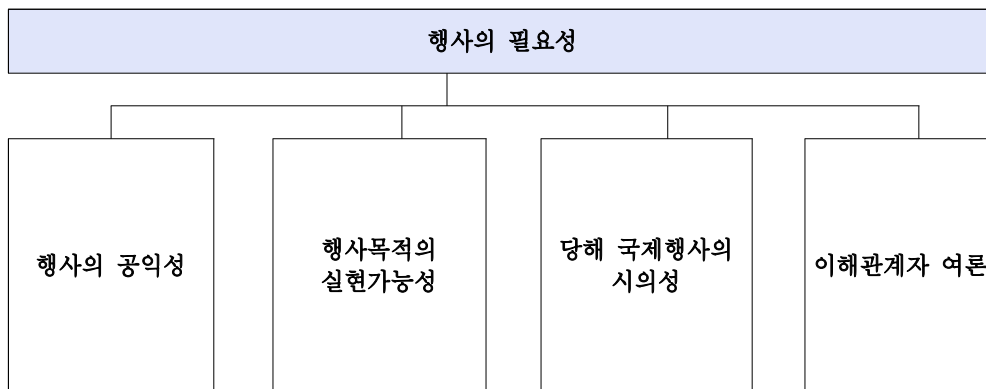 행사의 필요성
행사의 공익성
행사목적의
실현가능성
당해 국제행사의
시의성
이해관계자 여론